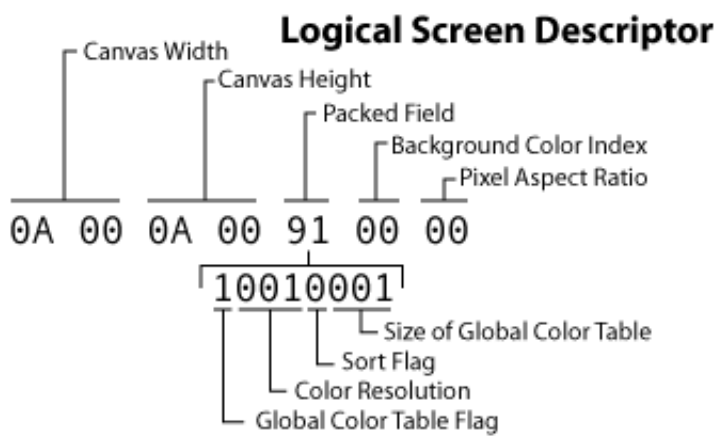 Logical Screen Descriptor
Canvas Width
Canvas Height
Packed Field
Background Color Index
Pixel Aspect Ratio
0A 00 0A 00 91 00 00
10010001
Size of Global Color Table
Sort Flag
Color Resolution
Global Color Table Flag